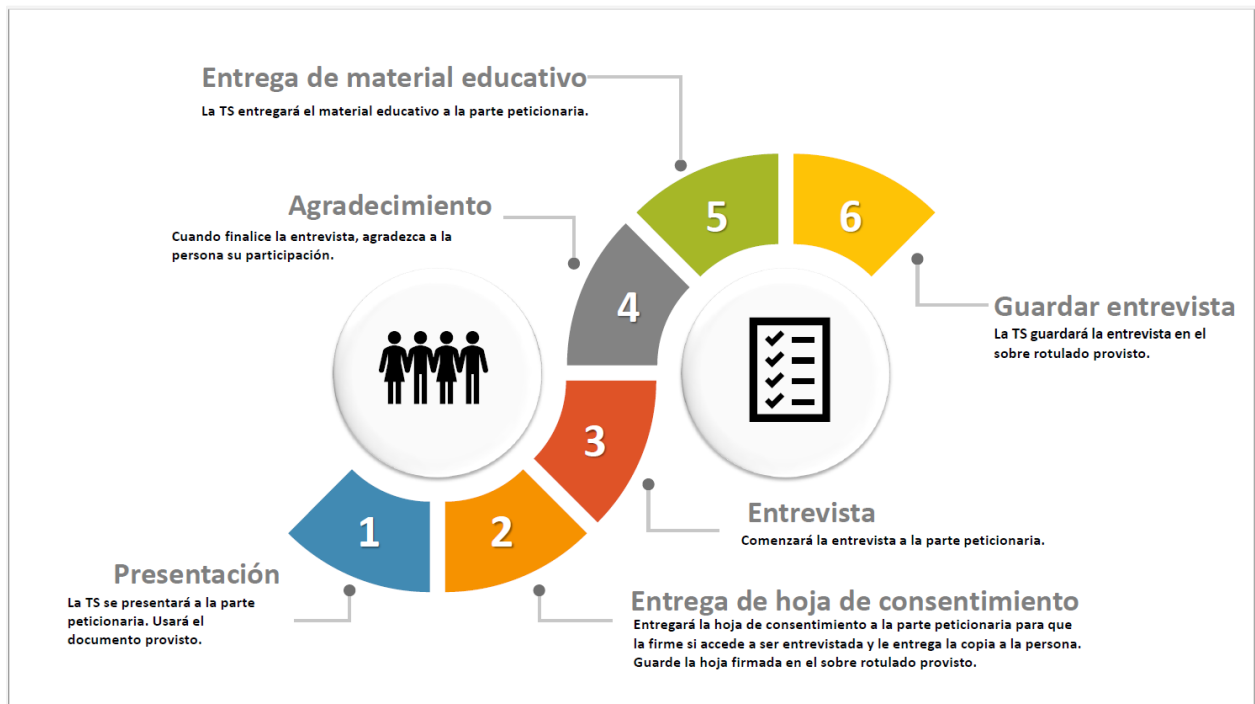 Entrega de material educativo
La TS entregará el material educativo a la parte peticionaria.
5
6
Agradecimiento
Cuando finalice la entrevista, agradezca a la
persona su participación.
4
Guardar entrevista
La TS guardará la entrevista en el
sobre rotulado provisto.
3
Entrevista
Comenzará la entrevista a la parte peticionaria.
1
2
Presentación
La TS se presentará a la parte
peticionaria. Usará el
documento provisto.
Entrega de hoja de consentimiento
Entregará la hoja de consentimiento a la parte peticionaria para que
la firme si accede a ser entrevistada y le entrega la copia a la persona.
Guarde la hoja firmada en el sobre rotulado provisto.